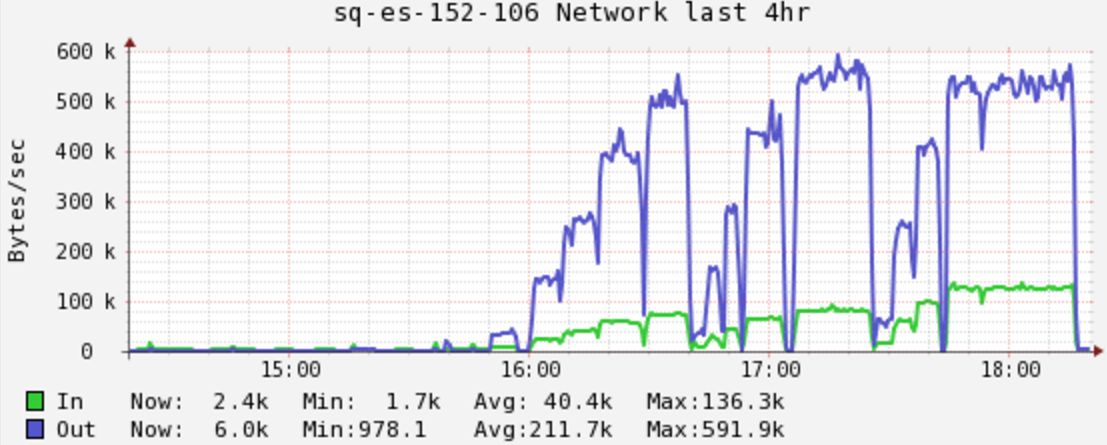 sq-es-152-106 Network last 4hr
600 k
500 k
400 k
300 k
200 k
100 k
0
Bytes/sec
15:00 16:00 17:00 18:00
In Now: 2.4k Min: 1.7k Avg: 40.4k Max:136.3k
Out Now: 6.0k Min:978.1 Avg:211.7k Max:591.9k